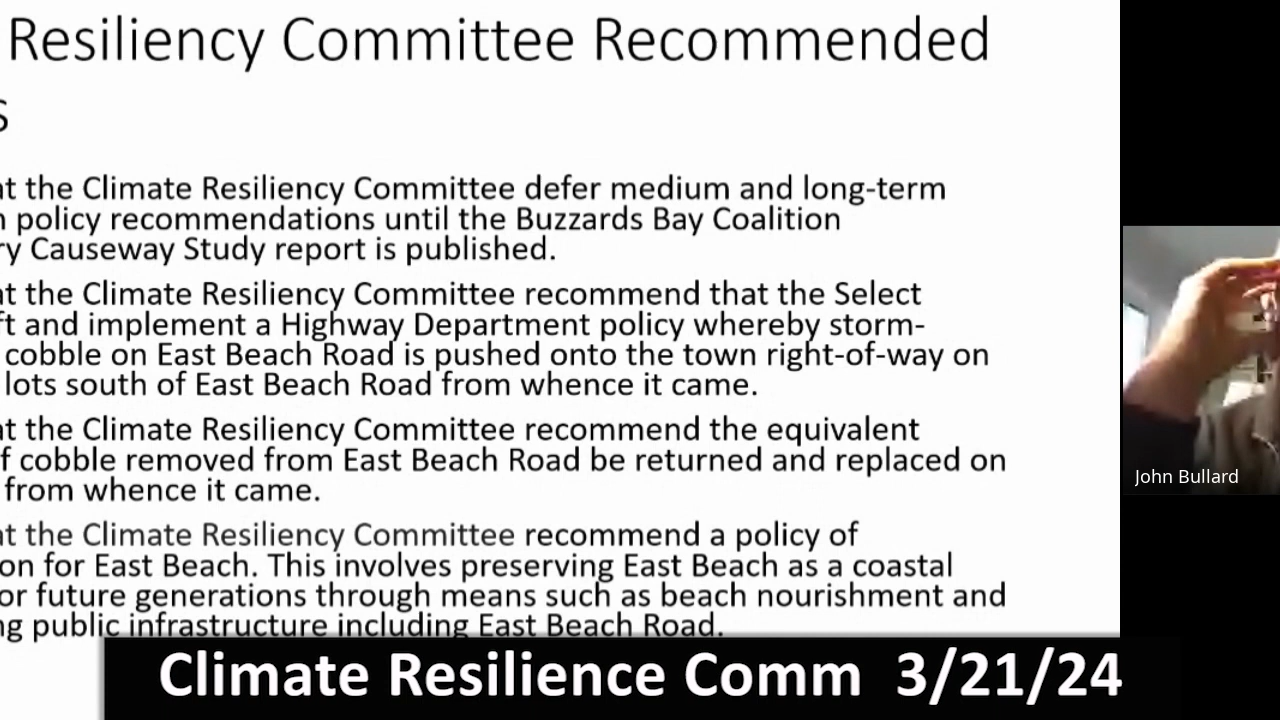 Resiliency Committee Recommended
s
at the Climate Resiliency Committee defer medium and long-term
policy recommendations until the Buzzards Bay Coalition
ry Causeway Study report is published.
at the Climate Resiliency Committee recommend that the Select
ft and implement a Highway Department policy whereby storm-
cobble on East Beach Road is pushed onto the town right-of-way on
lots south of East Beach Road from whence it came.
at the Climate Resiliency Committee recommend the equivalent
f cobble removed from East Beach Road be returned and replaced on
from whence it came.
at the Climate Resiliency Committee recommend a policy of
on for East Beach. This involves preserving East Beach as a coastal
or future generations through means such as beach nourishment and
ng public infrastructure including East Beach Road.
John Bullard
Climate Resilience Comm 3/21/24